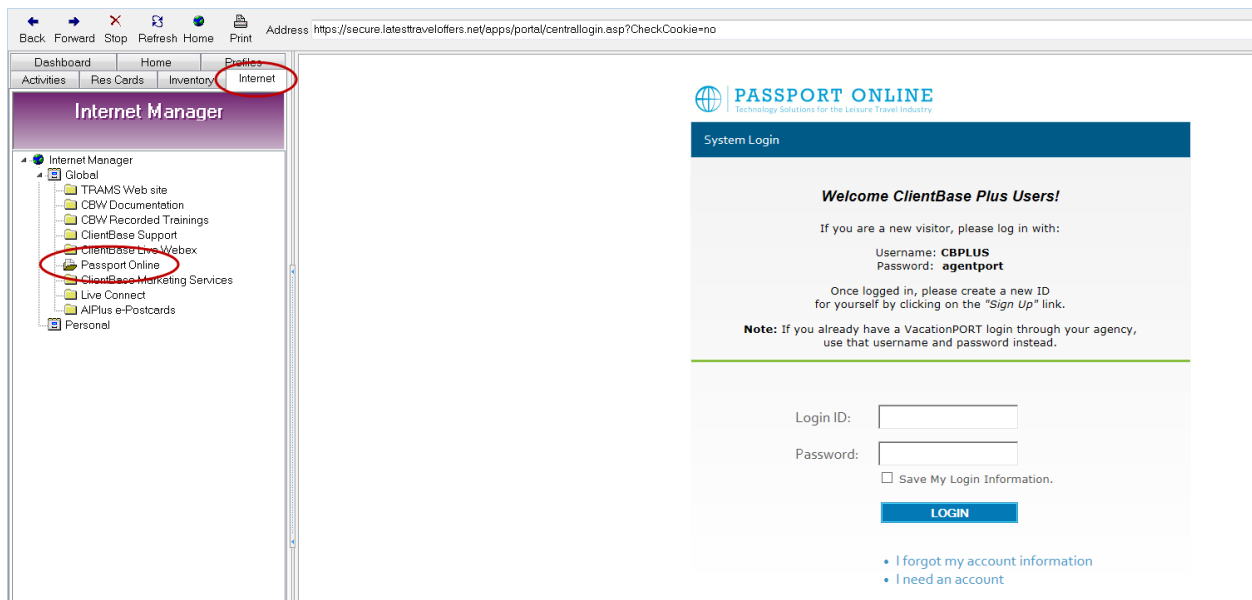 Back Forward Stop Refresh Home Print Address https://secure.latesttraveloffers.net/apps/portal/centrallogin.asp?CheckCookie=no
Dashboard Home Profiles
Activities Res Cards Inventory Internet
Internet Manager
Internet Manager
Global
TRAMS Web site
CBW Documentation
CBW Recorded Trainings
ClientBase Support
ClientBase Live Webex
Passport Online
ClientBase Marketing Services
Live Connect
AIPlus e-Postcards
Personal
PASSPORT ONLINE
Technology Solutions for the Leisure Travel Industry
System Login
Welcome ClientBase Plus Users!
If you are a new visitor, please log in with:
Username: CBPLUS
Password: agentport
Once logged in, please create a new ID
for yourself by clicking on the "Sign Up" link.
Note: If you already have a VacationPORT login through your agency,
use that username and password instead.
Login ID:
Password:
Save My Login Information.
LOGIN
• I forgot my account information
• I need an account